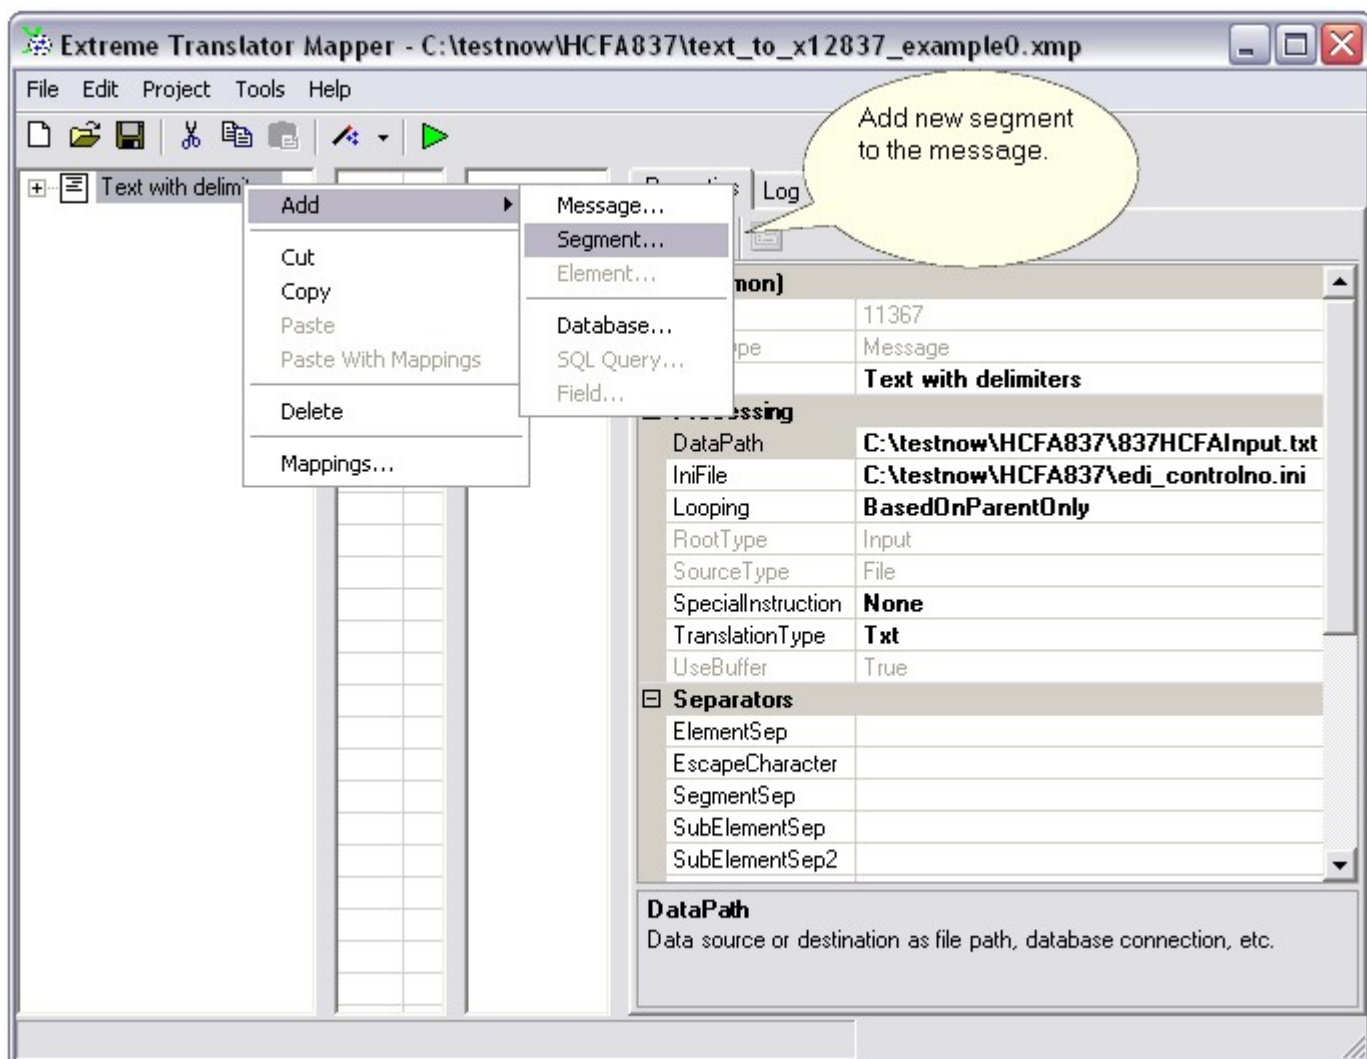 Extreme Translator Mapper - C:\testnow\HCFA837\text_to_x12837_example0.xmp
File Edit Project Tools Help
Add new segment
to the message.
Text with delimit
Add
Cut
Copy
Paste
Paste With Mappings
Delete
Mappings...
Message...
Segment...
Element...
Database...
SQL Query...
Field...
Log
11367
Message
Text with delimiters
DataPath C:\testnow\HCFA837\837HCFAInput.txt
IniFile C:\testnow\HCFA837\edi_controlno.ini
Looping BasedOnParentOnly
RootType Input
SourceType File
SpecialInstruction None
TranslationType Txt
UseBuffer True
Separators
ElementSep
EscapeCharacter
SegmentSep
SubElementSep
SubElementSep2
DataPath
Data source or destination as file path, database connection, etc.